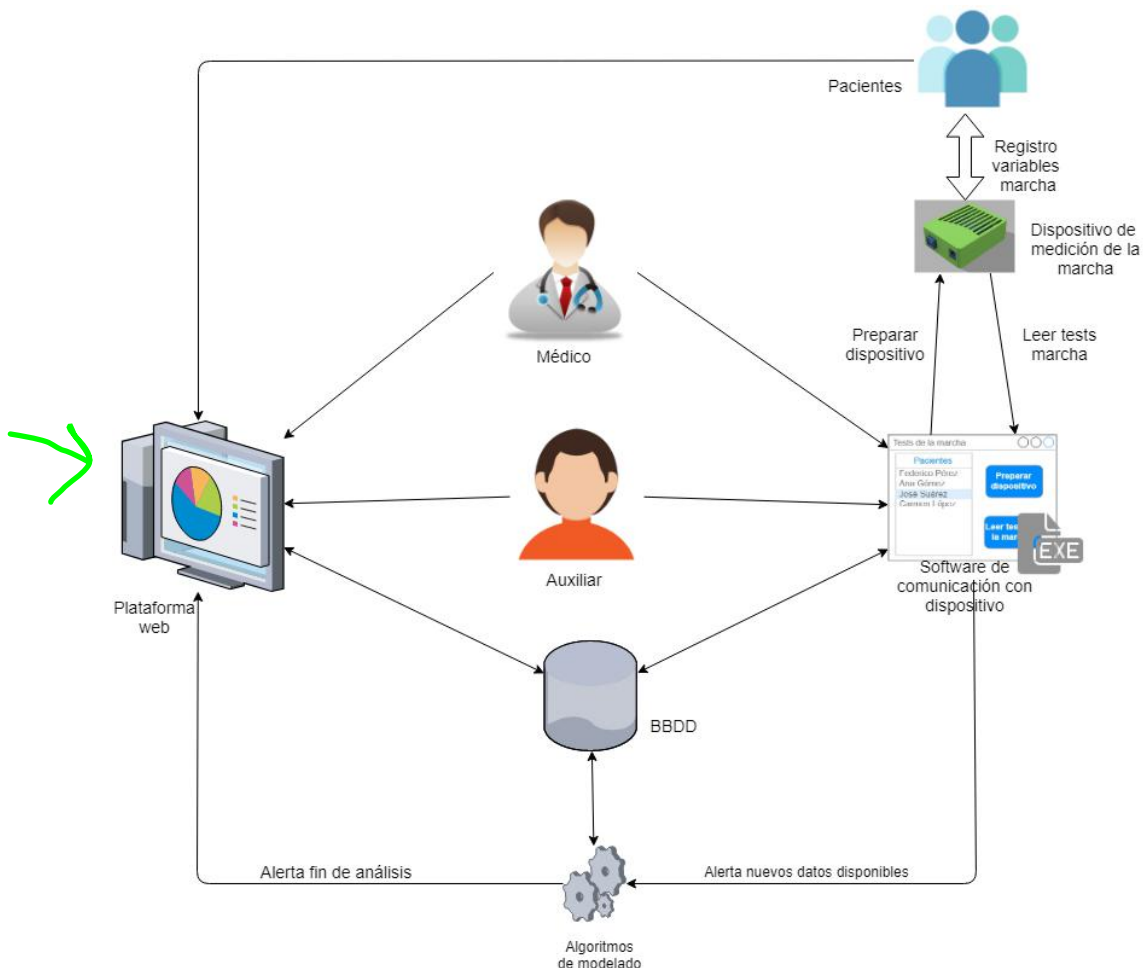 Pacientes
Registro
variables
marcha
Dispositivo de
medición de la
marcha
Preparar
dispositivo
Leer tests
marcha
Médico
Tests de la marcha
Pacientes
Federico Pérez
Ana Gómez
José Suárez
Carmen López
Preparar
dispositivo
Leer
la
EXE
Software de
comunicación con
dispositivo
Auxiliar
Plataforma
web
BBDD
Alerta fin de análisis
Alerta nuevos datos disponibles
Algoritmos
de modelado